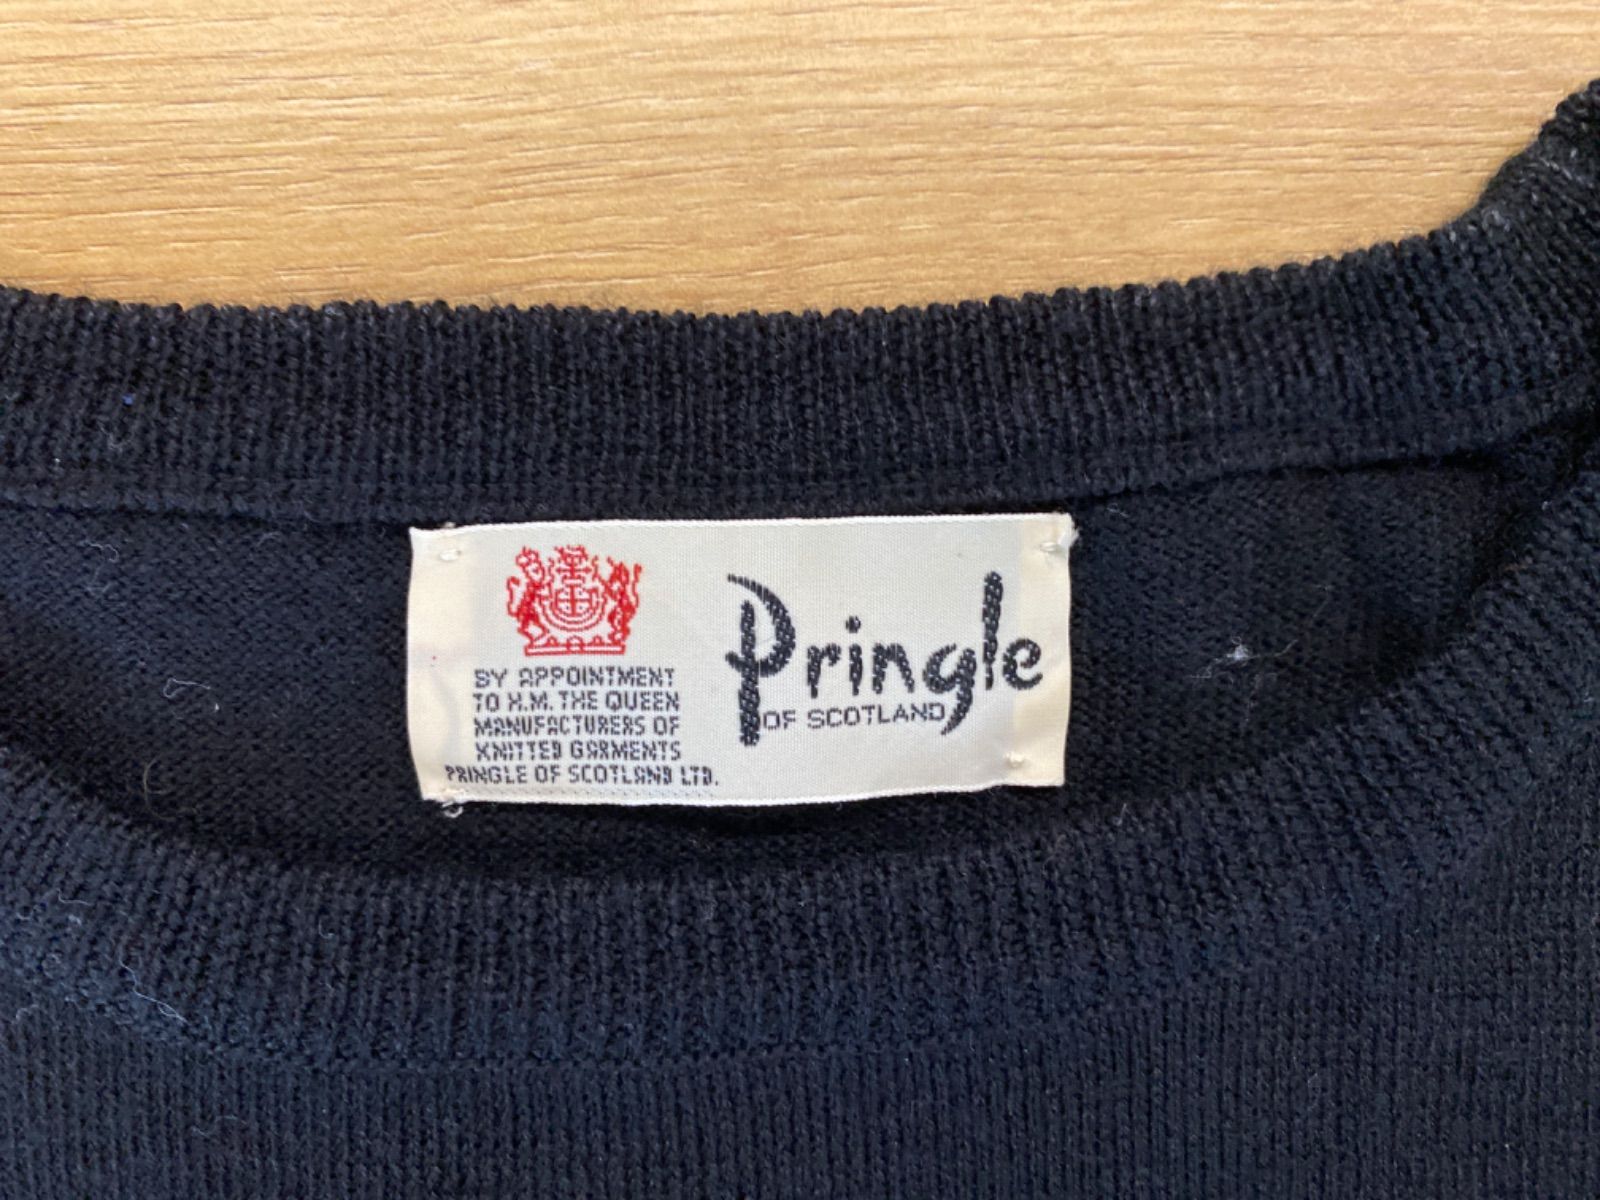 BY APPOINTMENT
TO H.M. THE QUEEN
MANUFACTURERS OF
KNITTED GARMENTS
PRINGLE OF SCOTLAND LTD.
Pringle
OF SCOTLAND